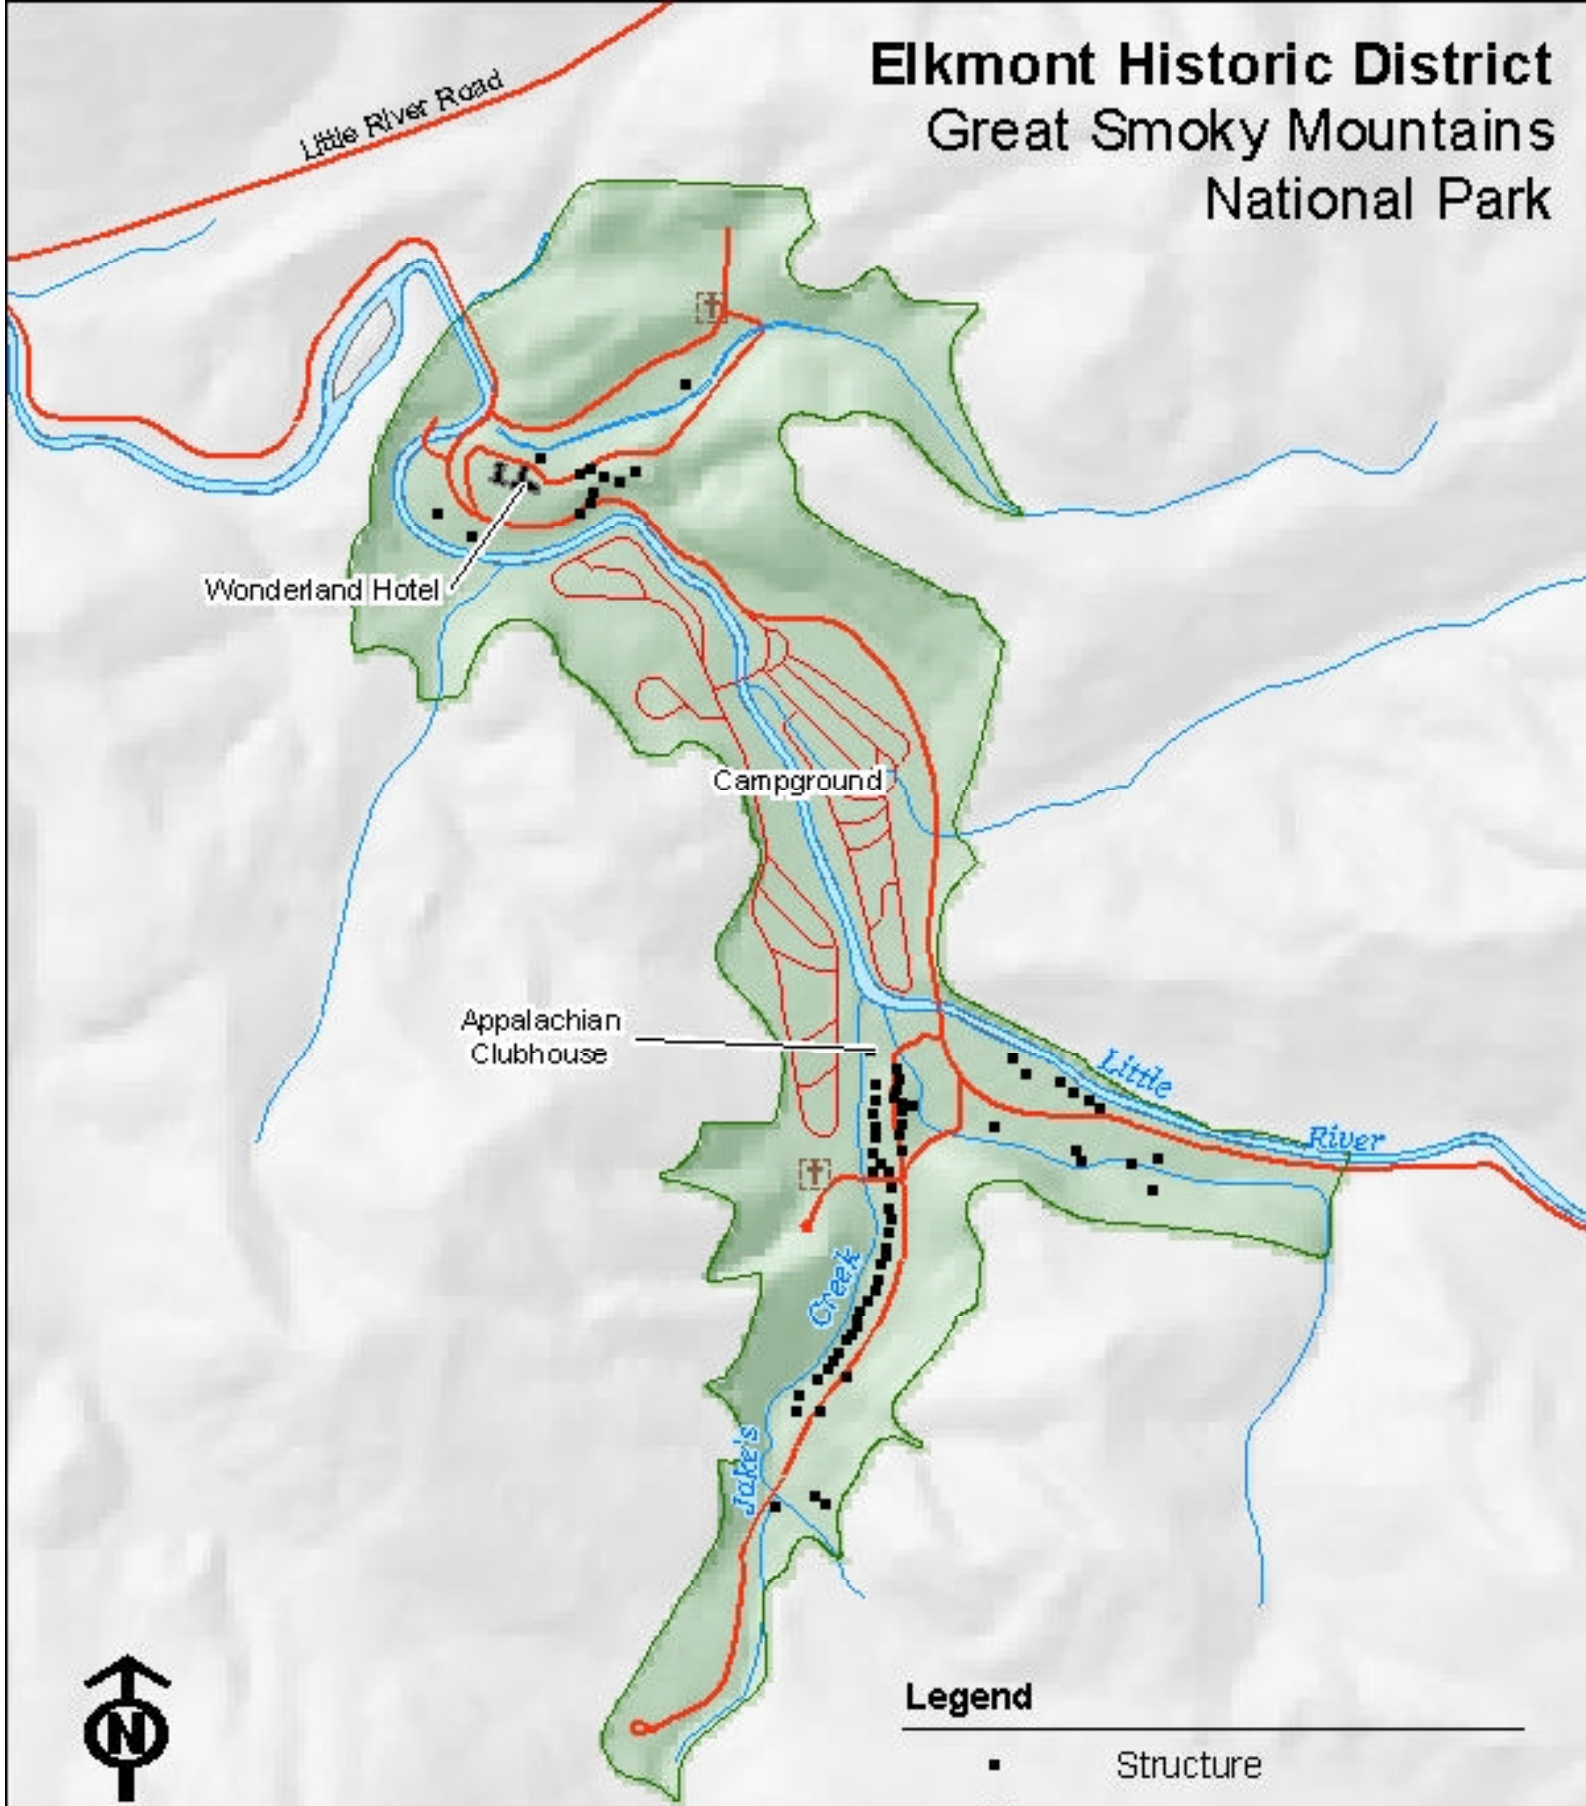 Elkmont Historic District
Great Smoky Mountains
National Park
Little River Road
Wonderland Hotel
Campground
Appalachian
Clubhouse
Little
River
Creek
Jake's
N
Legend
Structure